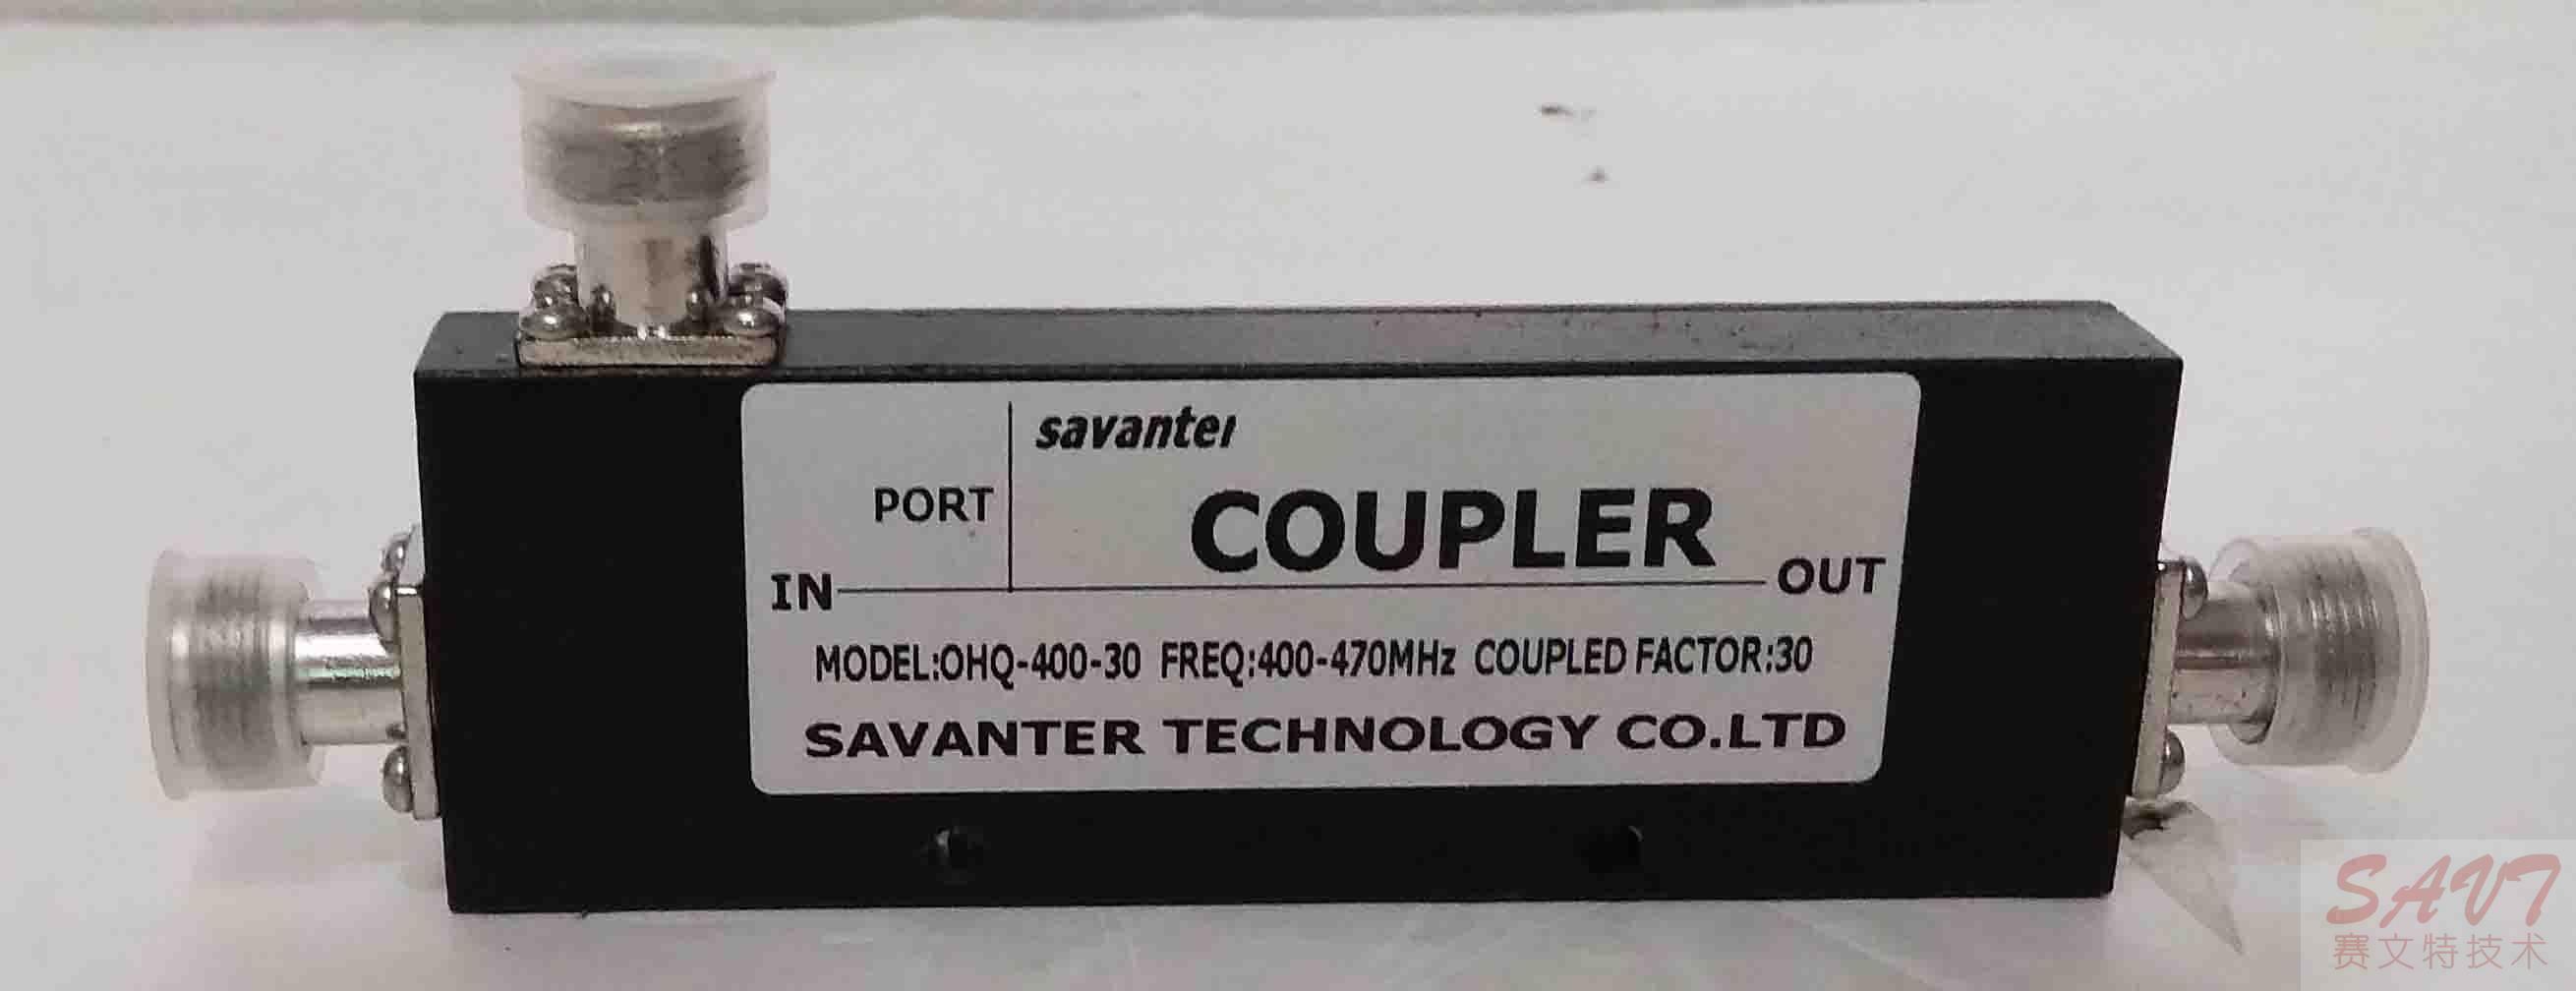 savanter
PORT
COUPLER
IN
OUT
MODEL:OHQ-400-30 FREQ:400-470MHz COUPLED FACTOR:30
SAVANTER TECHNOLOGY CO.LTD
SAVT
赛文特技术